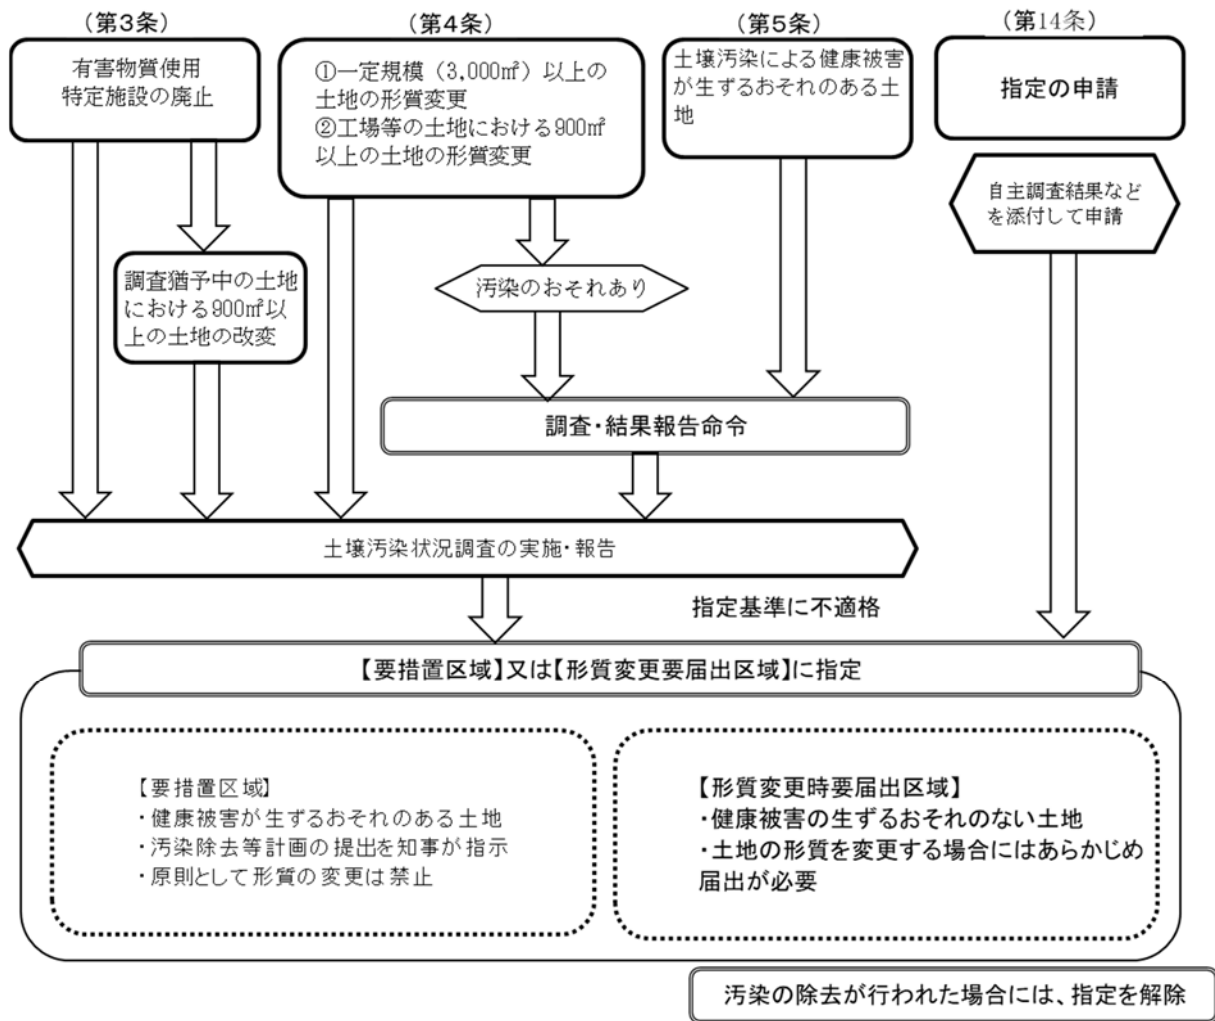 (第3条)
有害物質使用
特定施設の廃止
(第4条)
①一定規模（3,000㎡）以上の
土地の形質変更
②工場等の土地における900㎡
以上の土地の形質変更
(第5条)
土壌汚染による健康被害
が生ずるおそれのある土
地
(第14条)
指定の申請
自主調査結果など
を添付して申請
調査猶予中の土地
における900㎡以
上の土地の改変
汚染のおそれあり
調査・結果報告命令
土壌汚染状況調査の実施・報告
指定基準に不適格
【要措置区域】又は【形質変更要届出区域】に指定
【要措置区域】
・健康被害が生ずるおそれのある土地
・汚染除去等計画の提出を知事が指示
・原則として形質の変更は禁止
【形質変更時要届出区域】
・健康被害の生ずるおそれのない土地
・土地の形質を変更する場合にはあらかじめ
届出が必要
汚染の除去が行われた場合には、指定を解除